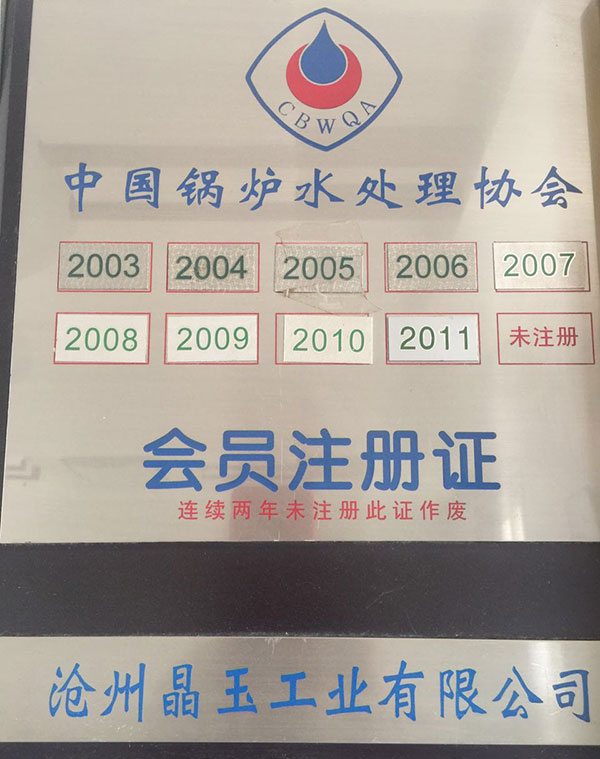 CBWQA
中国锅炉水处理协会
2003 2004 2005 2006 2007
2008 2009 2010 2011 未注册
会员注册证
连续两年未注册此证作废
沧州晶玉工业有限公司